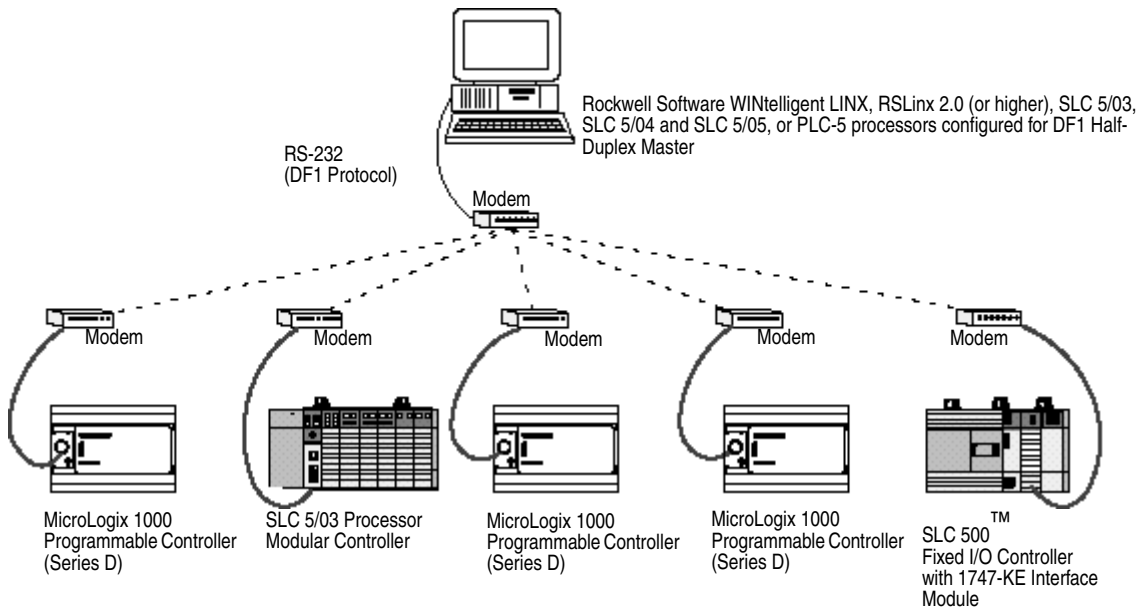 Rockwell Software WINtelligent LINX, RSLinx 2.0 (or higher), SLC 5/03,
SLC 5/04 and SLC 5/05, or PLC-5 processors configured for DF1 Half-
Duplex Master
RS-232
(DF1 Protocol)
Modem
Modem
Modem
Modem
Modem
Modem
MicroLogix 1000
Programmable Controller
(Series D)
SLC 5/03 Processor
Modular Controller
MicroLogix 1000
Programmable Controller
(Series D)
MicroLogix 1000
Programmable Controller
(Series D)
SLC 500 ™
Fixed I/O Controller
with 1747-KE Interface
Module